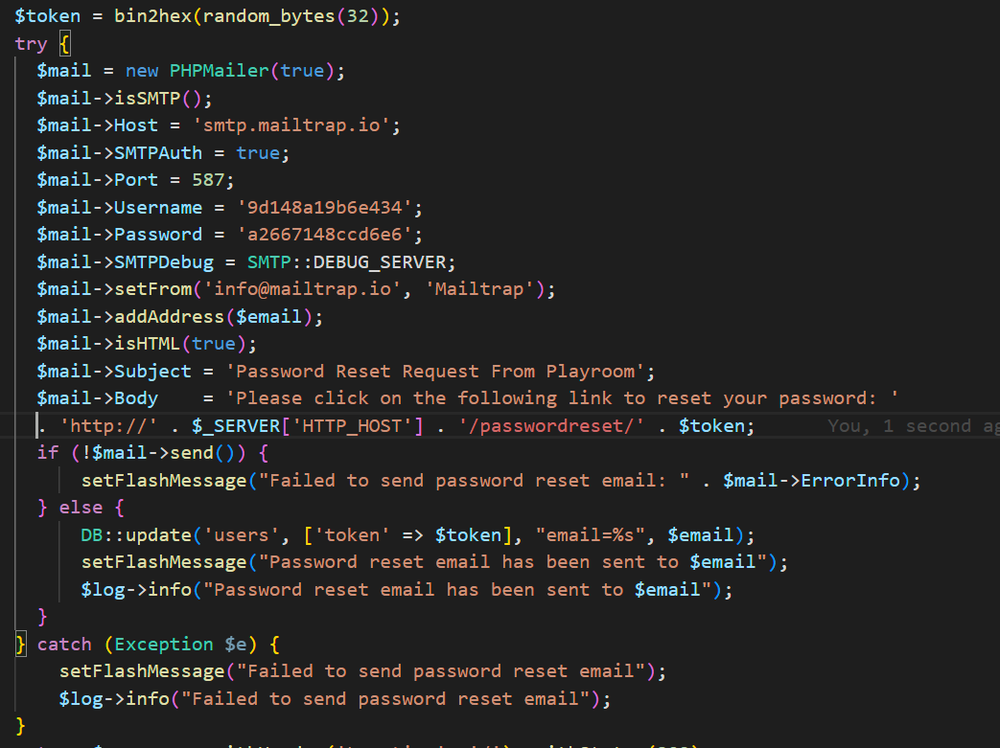 $token = bin2hex(random_bytes(32));
try {
$mail = new PHPMailer(true);
$mail->isSMTP();
$mail->Host = 'smtp.mailtrap.io';
$mail->SMTPAuth = true;
$mail->Port = 587;
$mail->Username = '9d148a19b6e434';
$mail->Password = 'a2667148ccd6e6';
$mail->SMTPDebug = SMTP::DEBUG_SERVER;
$mail->setFrom('info@mailtrap.io', 'Mailtrap');
$mail->addAddress($email);
$mail->isHTML(true);
$mail->Subject = 'Password Reset Request From Playroom';
$mail->Body    = 'Please click on the following link to reset your password: '
. 'http://' . $_SERVER['HTTP_HOST'] . '/passwordreset/' . $token; You, 1 second ag
if (!$mail->send()) {
setFlashMessage("Failed to send password reset email: " . $mail->ErrorInfo);
} else {
DB::update('users', ['token' => $token], "email=%s", $email);
setFlashMessage("Password reset email has been sent to $email");
$log->info("Password reset email has been sent to $email");
}
} catch (Exception $e) {
setFlashMessage("Failed to send password reset email");
$log->info("Failed to send password reset email");
}